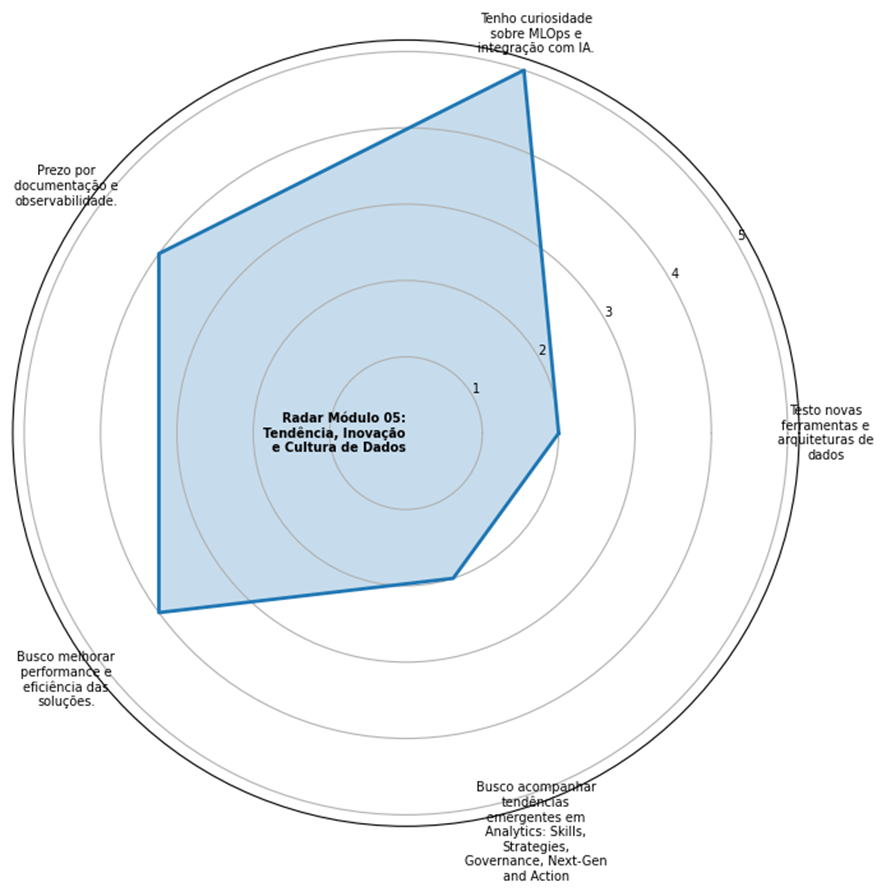 Tenho curiosidade
sobre MLOps e
integração com IA.
Prezo por
documentação e
observabilidade.
5
4
3
2
1
Radar Módulo 05:
Tendência, Inovação
e Cultura de Dados
Testo novas
ferramentas e
arquiteturas de
dados
Busco melhorar
performance e
eficiência das
soluções.
Busco acompanhar
tendências
emergentes em
Analytics: Skills,
Strategies,
Governance, Next-Gen
and Action